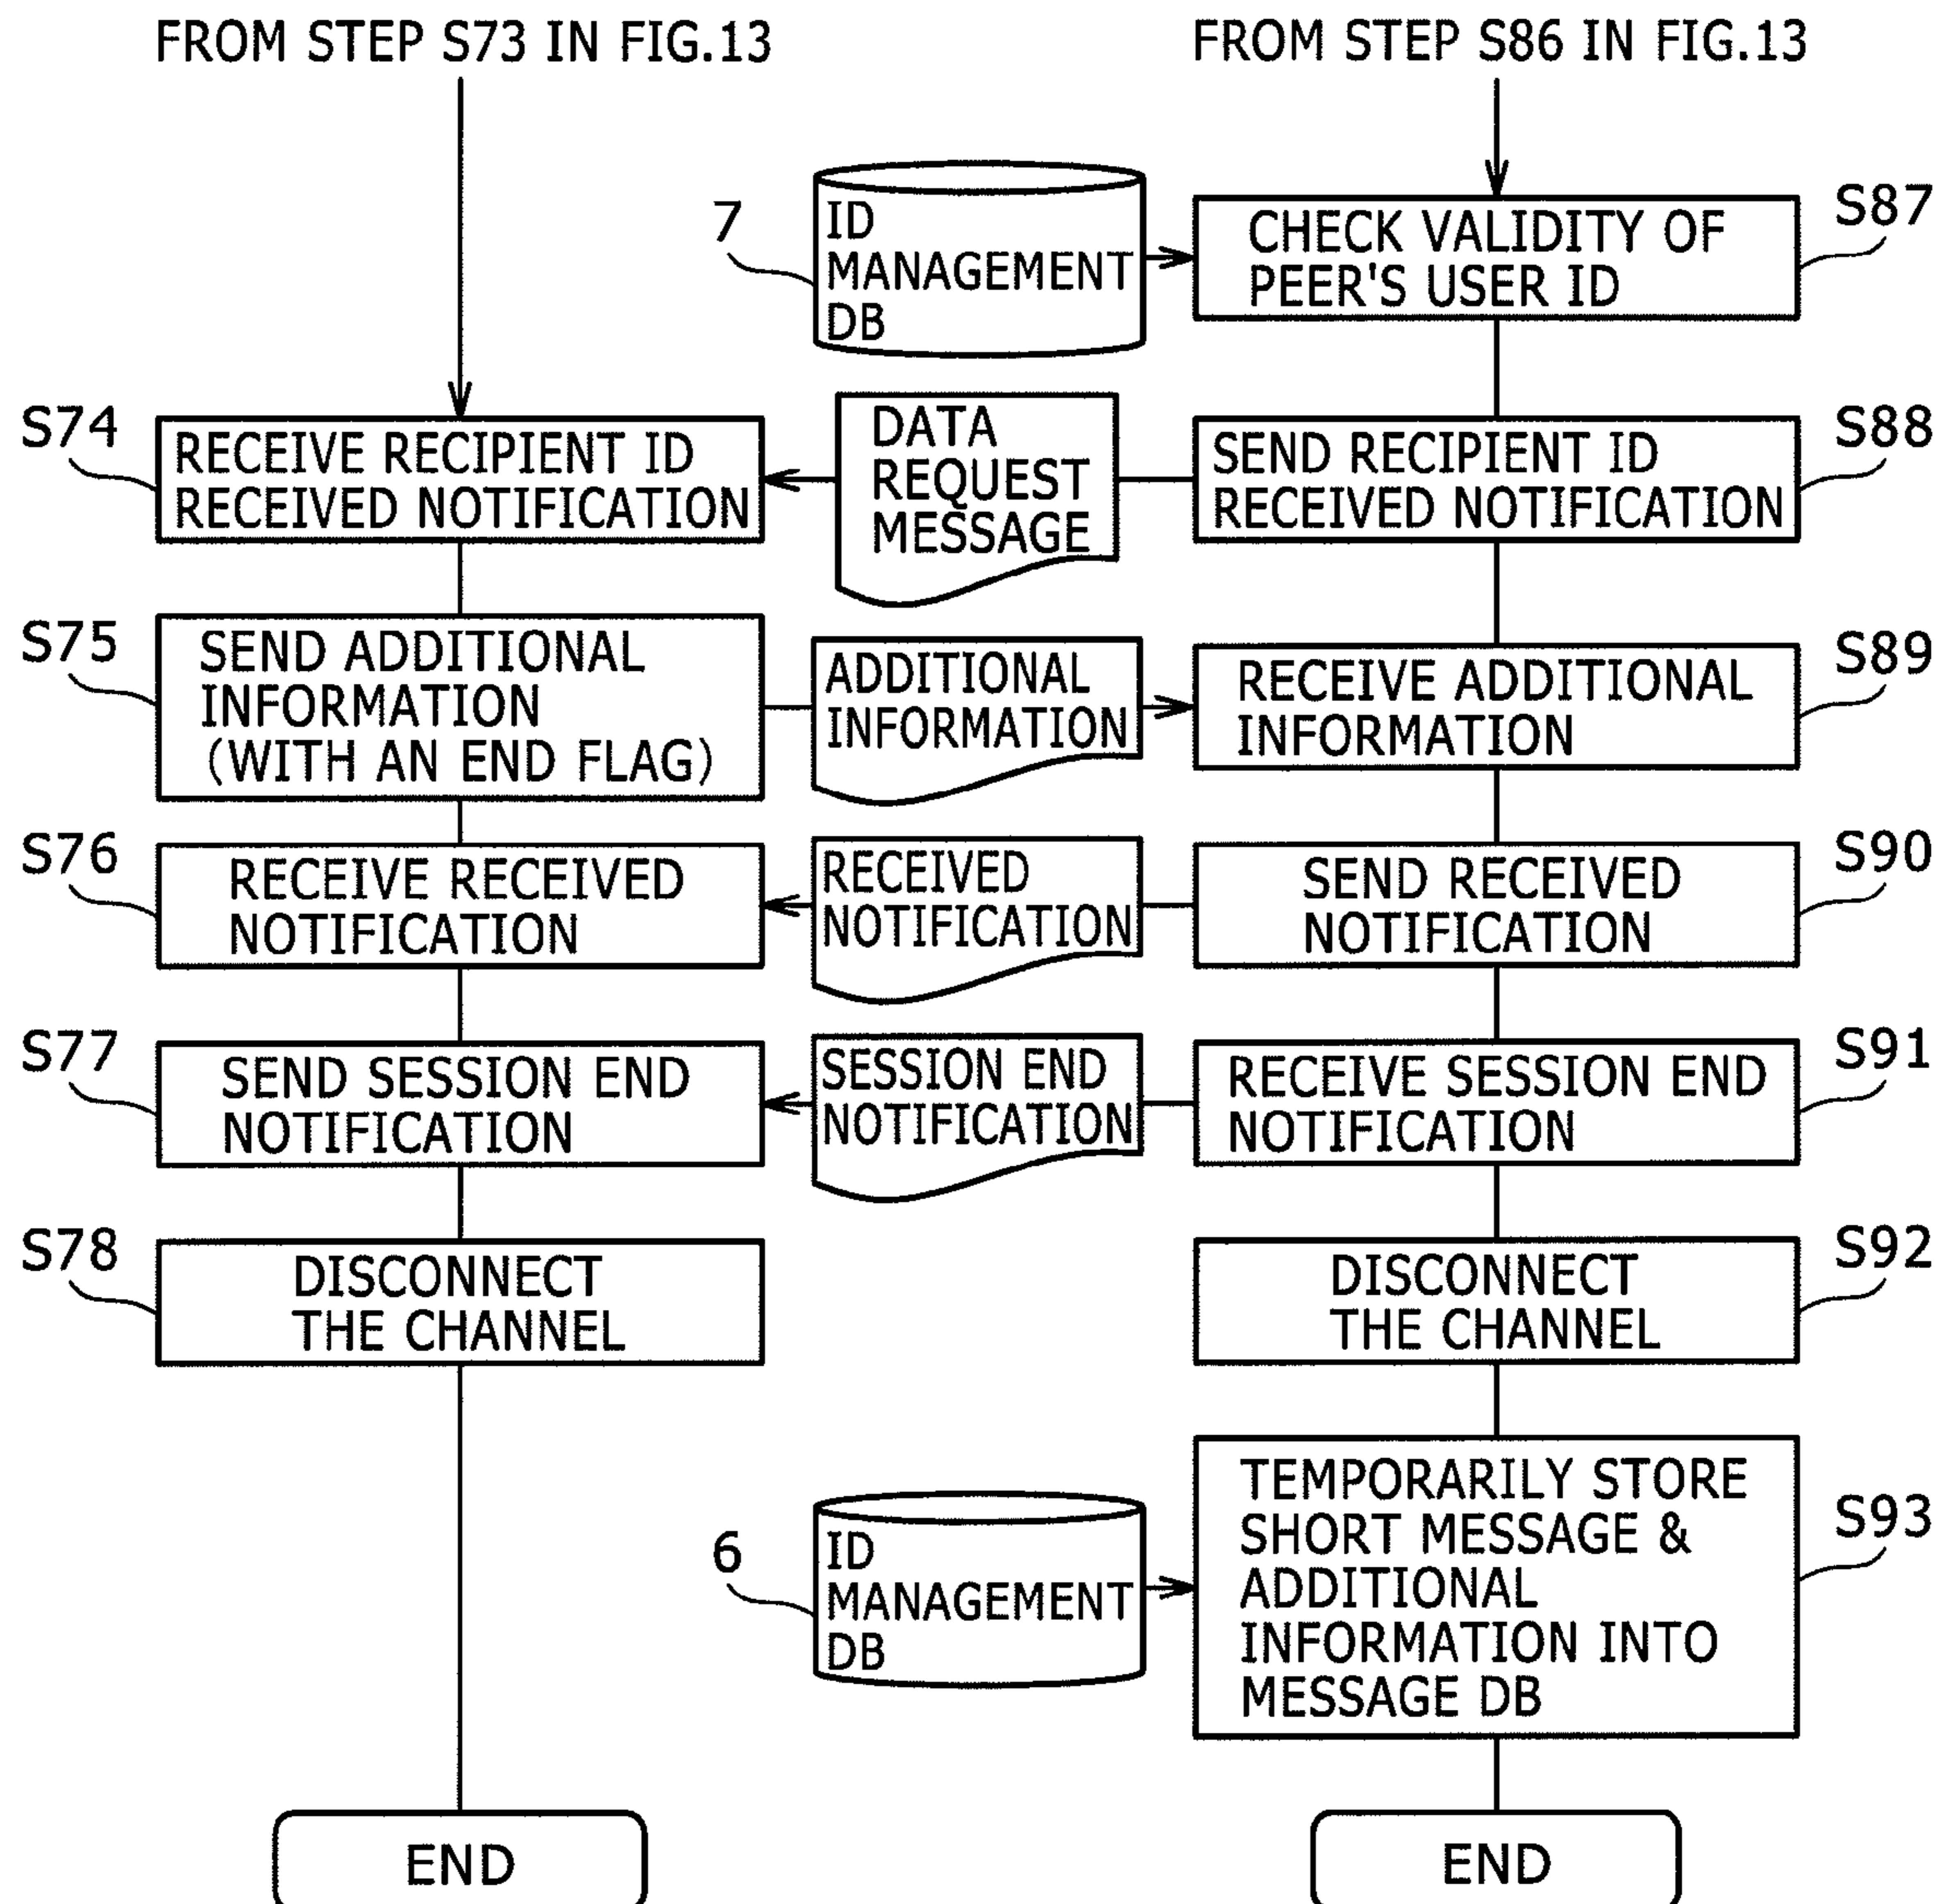 FROM STEP S73 IN FIG.13
FROM STEP S86 IN FIG.13
7
ID
MANAGEMENT
DB
CHECK VALIDITY OF
PEER'S USER ID
S87
S74
RECEIVE RECIPIENT ID
RECEIVED NOTIFICATION
DATA
REQUEST
MESSAGE
SEND RECIPIENT ID
RECEIVED NOTIFICATION
S88
S75
SEND ADDITIONAL
INFORMATION
(WITH AN END FLAG)
ADDITIONAL
INFORMATION
RECEIVE ADDITIONAL
INFORMATION
S89
S76
RECEIVE RECEIVED
NOTIFICATION
RECEIVED
NOTIFICATION
SEND RECEIVED
NOTIFICATION
S90
S77
SEND SESSION END
NOTIFICATION
SESSION END
NOTIFICATION
RECEIVE SESSION END
NOTIFICATION
S91
S78
DISCONNECT
THE CHANNEL
DISCONNECT
THE CHANNEL
S92
6
ID
MANAGEMENT
DB
TEMPORARILY STORE
SHORT MESSAGE &
ADDITIONAL
INFORMATION INTO
MESSAGE DB
S93
END
END